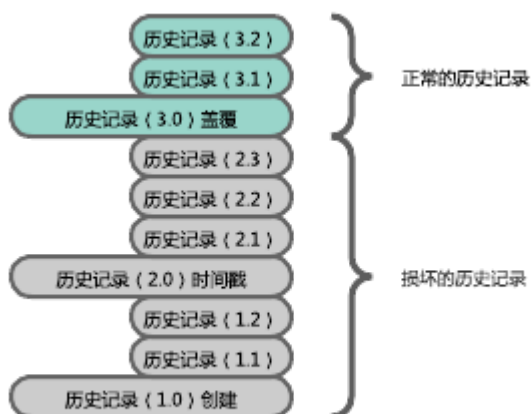 历史记录（3.2）
历史记录（3.1）
正常的历史记录
历史记录（3.0）盖覆
历史记录（2.3）
历史记录（2.2）
历史记录（2.1）
历史记录（2.0）时间戳
损坏的历史记录
历史记录（1.2）
历史记录（1.1）
历史记录（1.0）创建